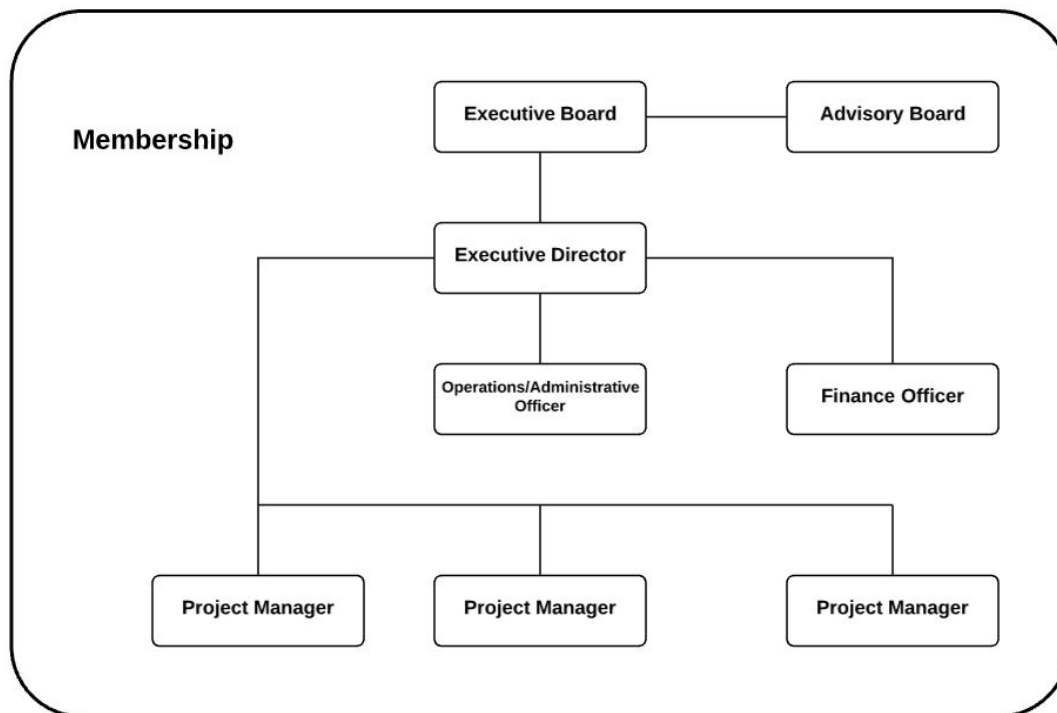 Executive Board
Advisory Board
Membership
Executive Director
Operations/Administrative
Officer
Finance Officer
Project Manager
Project Manager
Project Manager